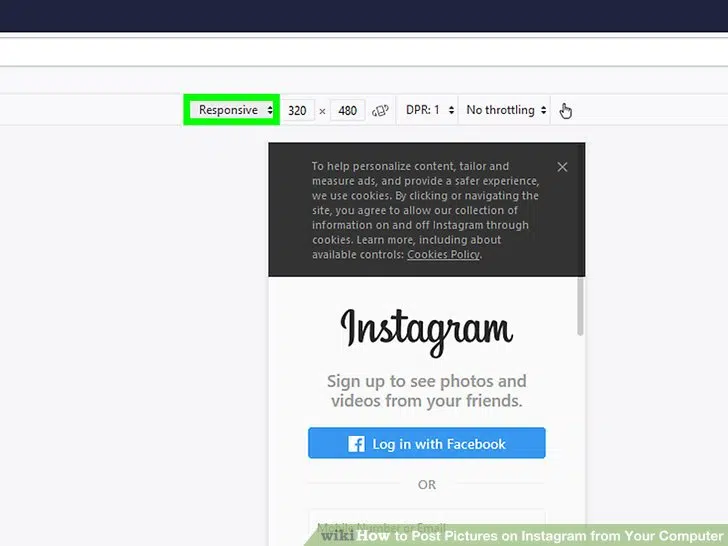 Responsive 320 × 480 DPR: 1 No throttling
To help personalize content, tailor and
measure ads, and provide a safer experience,
we use cookies. By clicking or navigating the
site, you agree to allow our collection of
information on and off Instagram through
cookies. Learn more, including about
available controls: Cookies Policy.
Instagram
Sign up to see photos and
videos from your friends.
Log in with Facebook
OR
Mobile Number or Email
wikiHow to Post Pictures on Instagram from Your Computer